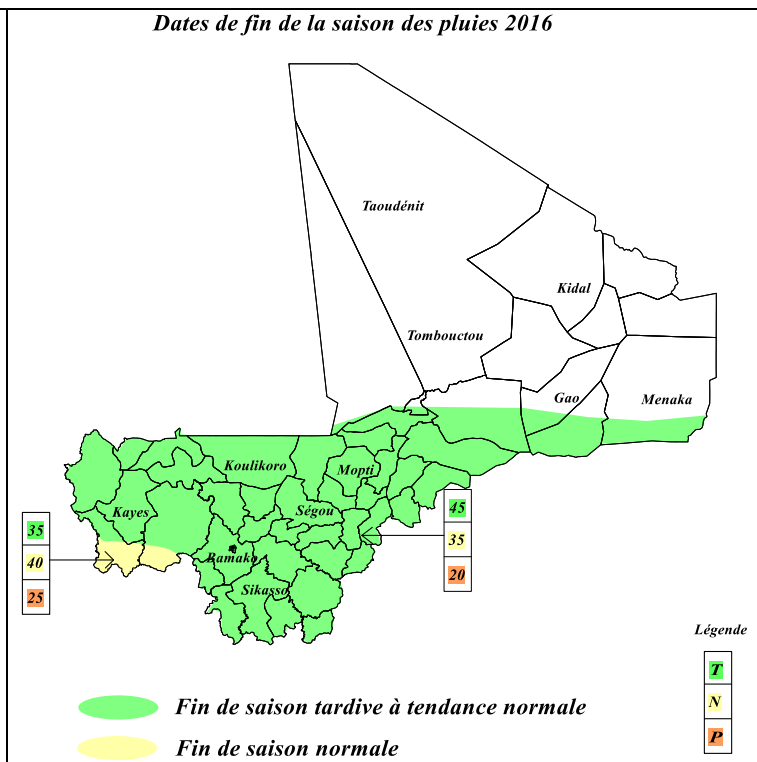 Dates de fin de la saison des pluies 2016
Taoudénit
Kidal
Tombouctou
Gao
Menaka
Koulikoro
Mopti
Kayes
Ségou
45
35
20
35
40
25
Bamako
Sikasso
Légende
T
N
P
Fin de saison tardive à tendance normale
Fin de saison normale